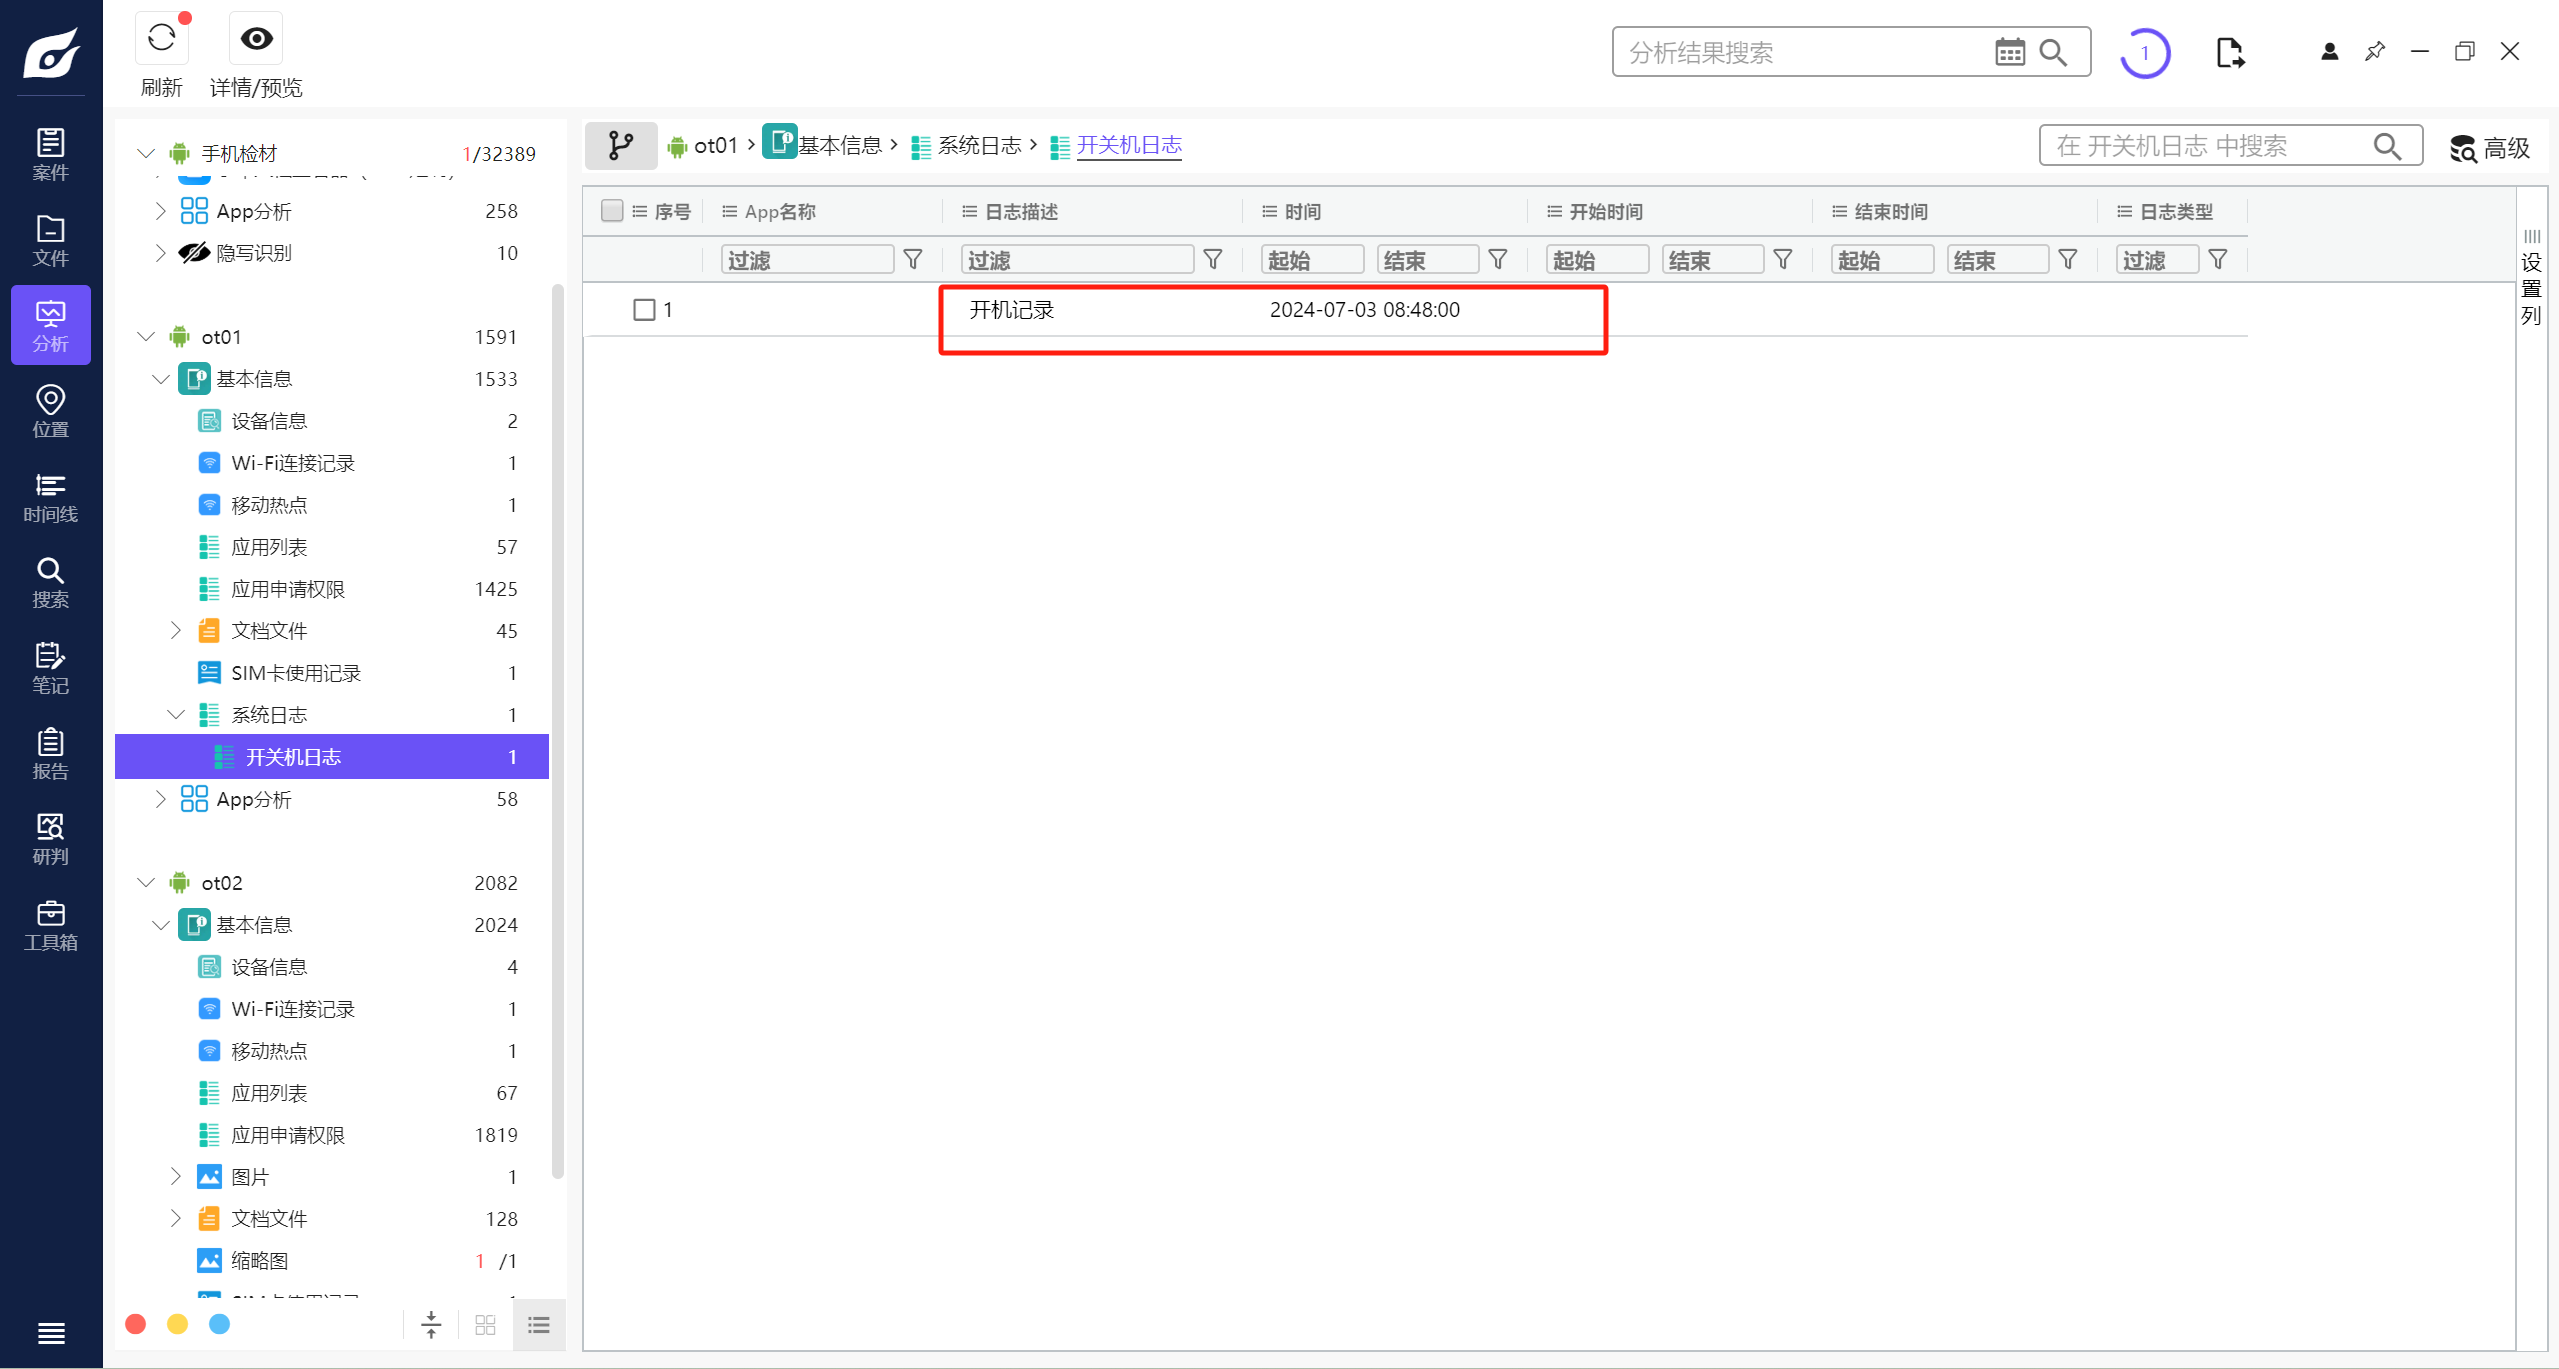 刷新
详情/预览
分析结果搜索
1
案件
文件
分析
位置
时间线
搜索
笔记
报告
研判
工具箱
手机检材 1/32389
App分析 258
隐写识别 10
ot01 1591
基本信息 1533
设备信息 2
Wi-Fi连接记录 1
移动热点 1
应用列表 57
应用申请权限 1425
文档文件 45
SIM卡使用记录 1
系统日志 1
开关机日志 1
App分析 58
ot02 2082
基本信息 2024
设备信息 4
Wi-Fi连接记录 1
移动热点 1
应用列表 67
应用申请权限 1819
图片 1
文档文件 128
缩略图 1 /1
SIM卡使用记录 1
ot01 › 基本信息 › 系统日志 › 开关机日志
在 开关机日志 中搜索
高级
序号 App名称 日志描述 时间 开始时间 结束时间 日志类型
过滤 过滤 起始 结束 起始 结束 起始 结束 过滤
1 开机记录 2024-07-03 08:48:00
设置列